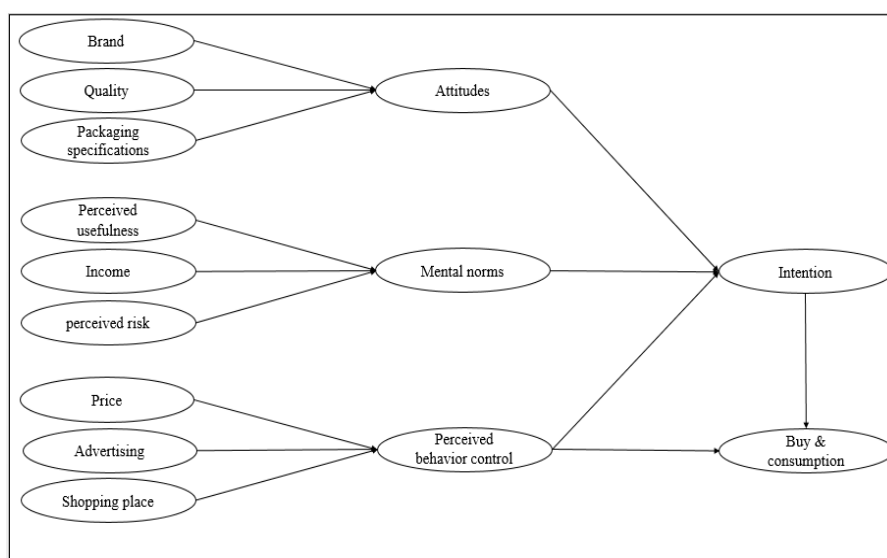 Brand
Quality
Packaging
specifications
Attitudes
Perceived
usefulness
Income
perceived risk
Mental norms
Intention
Price
Advertising
Shopping place
Perceived
behavior control
Buy &
consumption